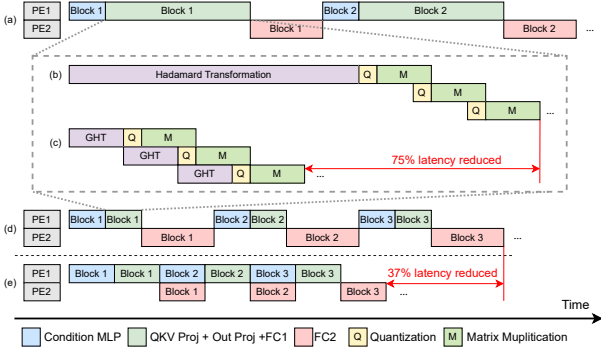 (a) PE1 Block 1 Block 1 Block 2 Block 2
PE2 Block 1 Block 2 ...
(b) Hadamard Transformation Q M
Q M
Q M ...
(c) GHT Q M
GHT Q M 75% latency reduced
GHT Q M ...
(d) PE1 Block 1 Block 1 Block 2 Block 2 Block 3 Block 3
PE2 Block 1 Block 2 Block 3 ...
(e) PE1 Block 1 Block 1 Block 2 Block 2 Block 3 Block 3 37% latency reduced
PE2 Block 1 Block 2 Block 3 ...
Time
Condition MLP QKV Proj + Out Proj +FC1 FC2 Q Quantization M Matrix Muplitication